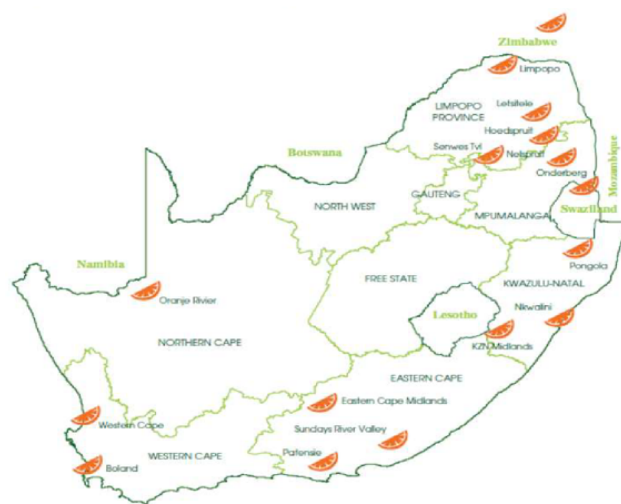 Zimbabwe
Limpopo
LIMPOPO
PROVINCE
Letsitele
Hoedspruit
Senwes Tvl
Nelspruit
Onderberg
Mozambique
Botswana
GAUTENG
NORTH WEST
MPUMALANGA
Swaziland
Namibia
Oranje Rivier
FREE STATE
Pongola
KWAZULU-NATAL
Nkwalini
Lesotho
KZN Midlands
NORTHERN CAPE
EASTERN CAPE
Eastern Cape Midlands
Western Cape
Sundays River Valley
WESTERN CAPE
Patensie
Boland